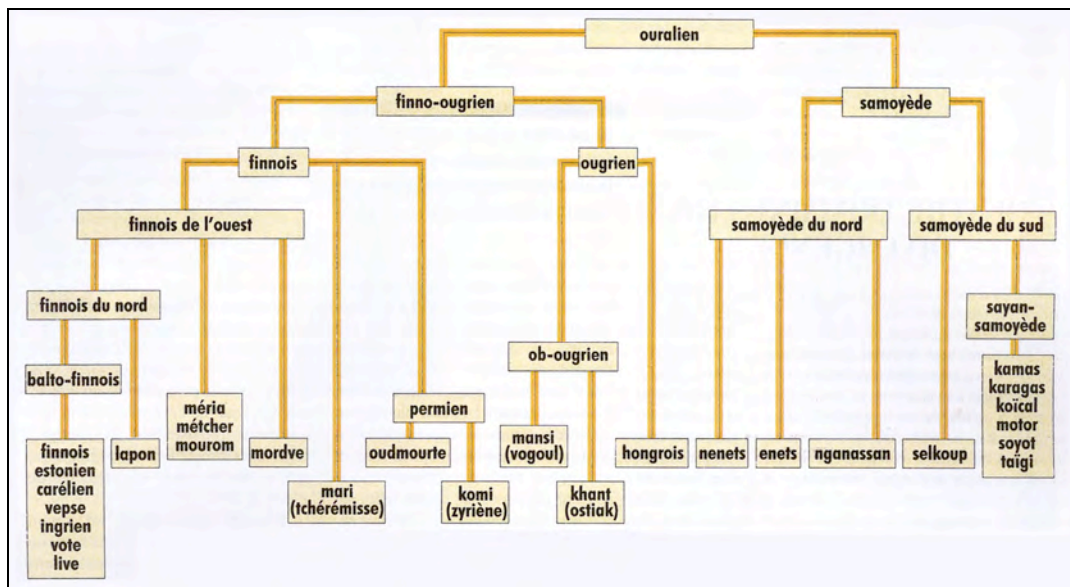 ouralien
finno-ougrien
samoyède
finnois
ougrien
finnois de l'ouest
samoyède du nord
samoyède du sud
finnois du nord
sayan-
samoyède
ob-ougrien
balto-finnois
méria
métcher
mourom
permien
kamas
karagas
koïcal
motor
soyot
taïgi
finnois
estonien
carélien
vepse
ingrien
vote
live
lapon
mordve
oudmourte
mansi
(vogoul)
hongrois
nenets
enets
nganassan
selkoup
mari
(tchérémisse)
komi
(zyriène)
khant
(ostiak)